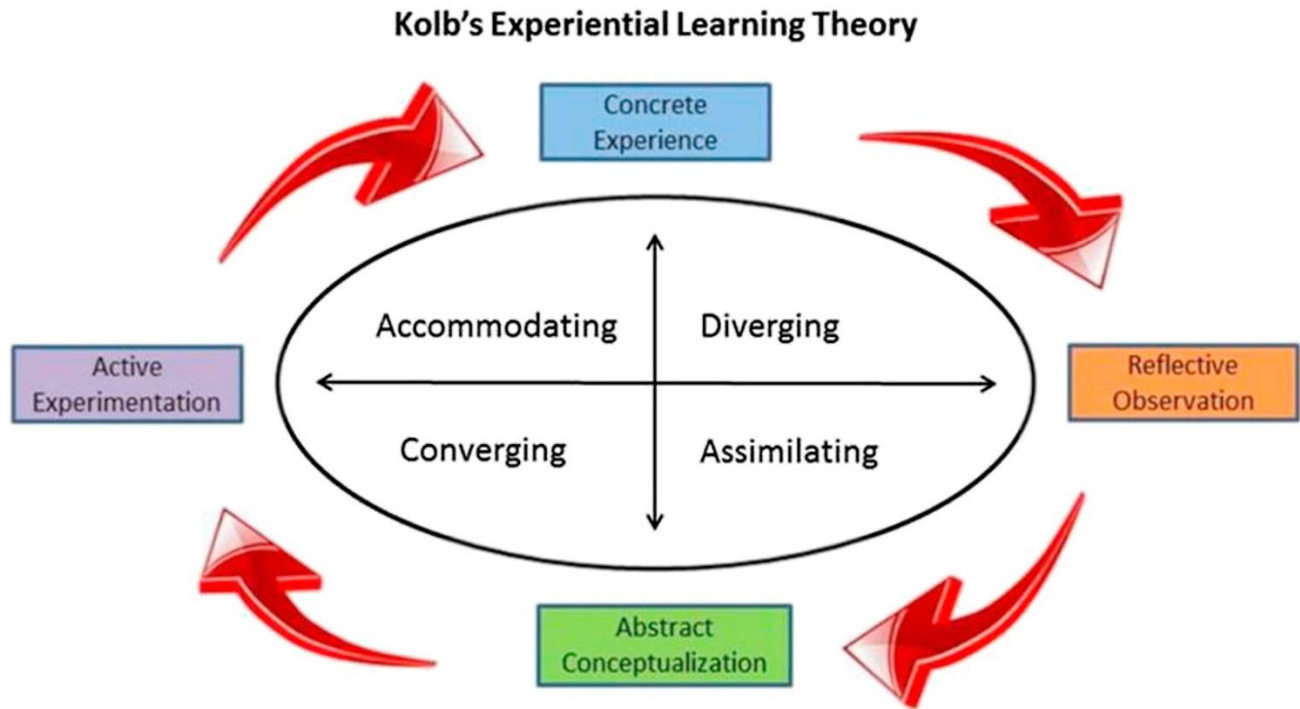 Kolb's Experiential Learning Theory
Concrete
Experience
Accommodating
Diverging
Active
Experimentation
Reflective
Observation
Converging
Assimilating
Abstract
Conceptualization